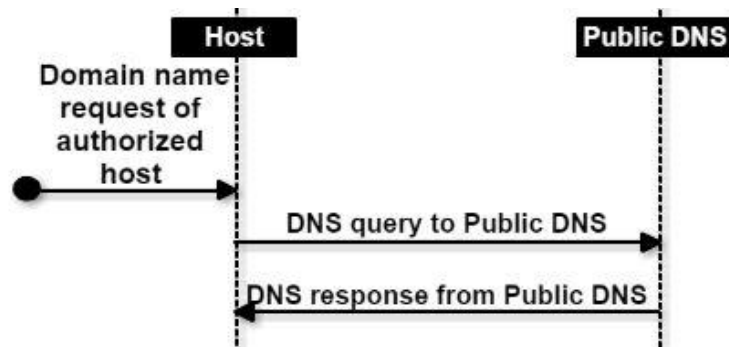 Host
Public DNS
Domain name
request of
authorized
host
DNS query to Public DNS
DNS response from Public DNS